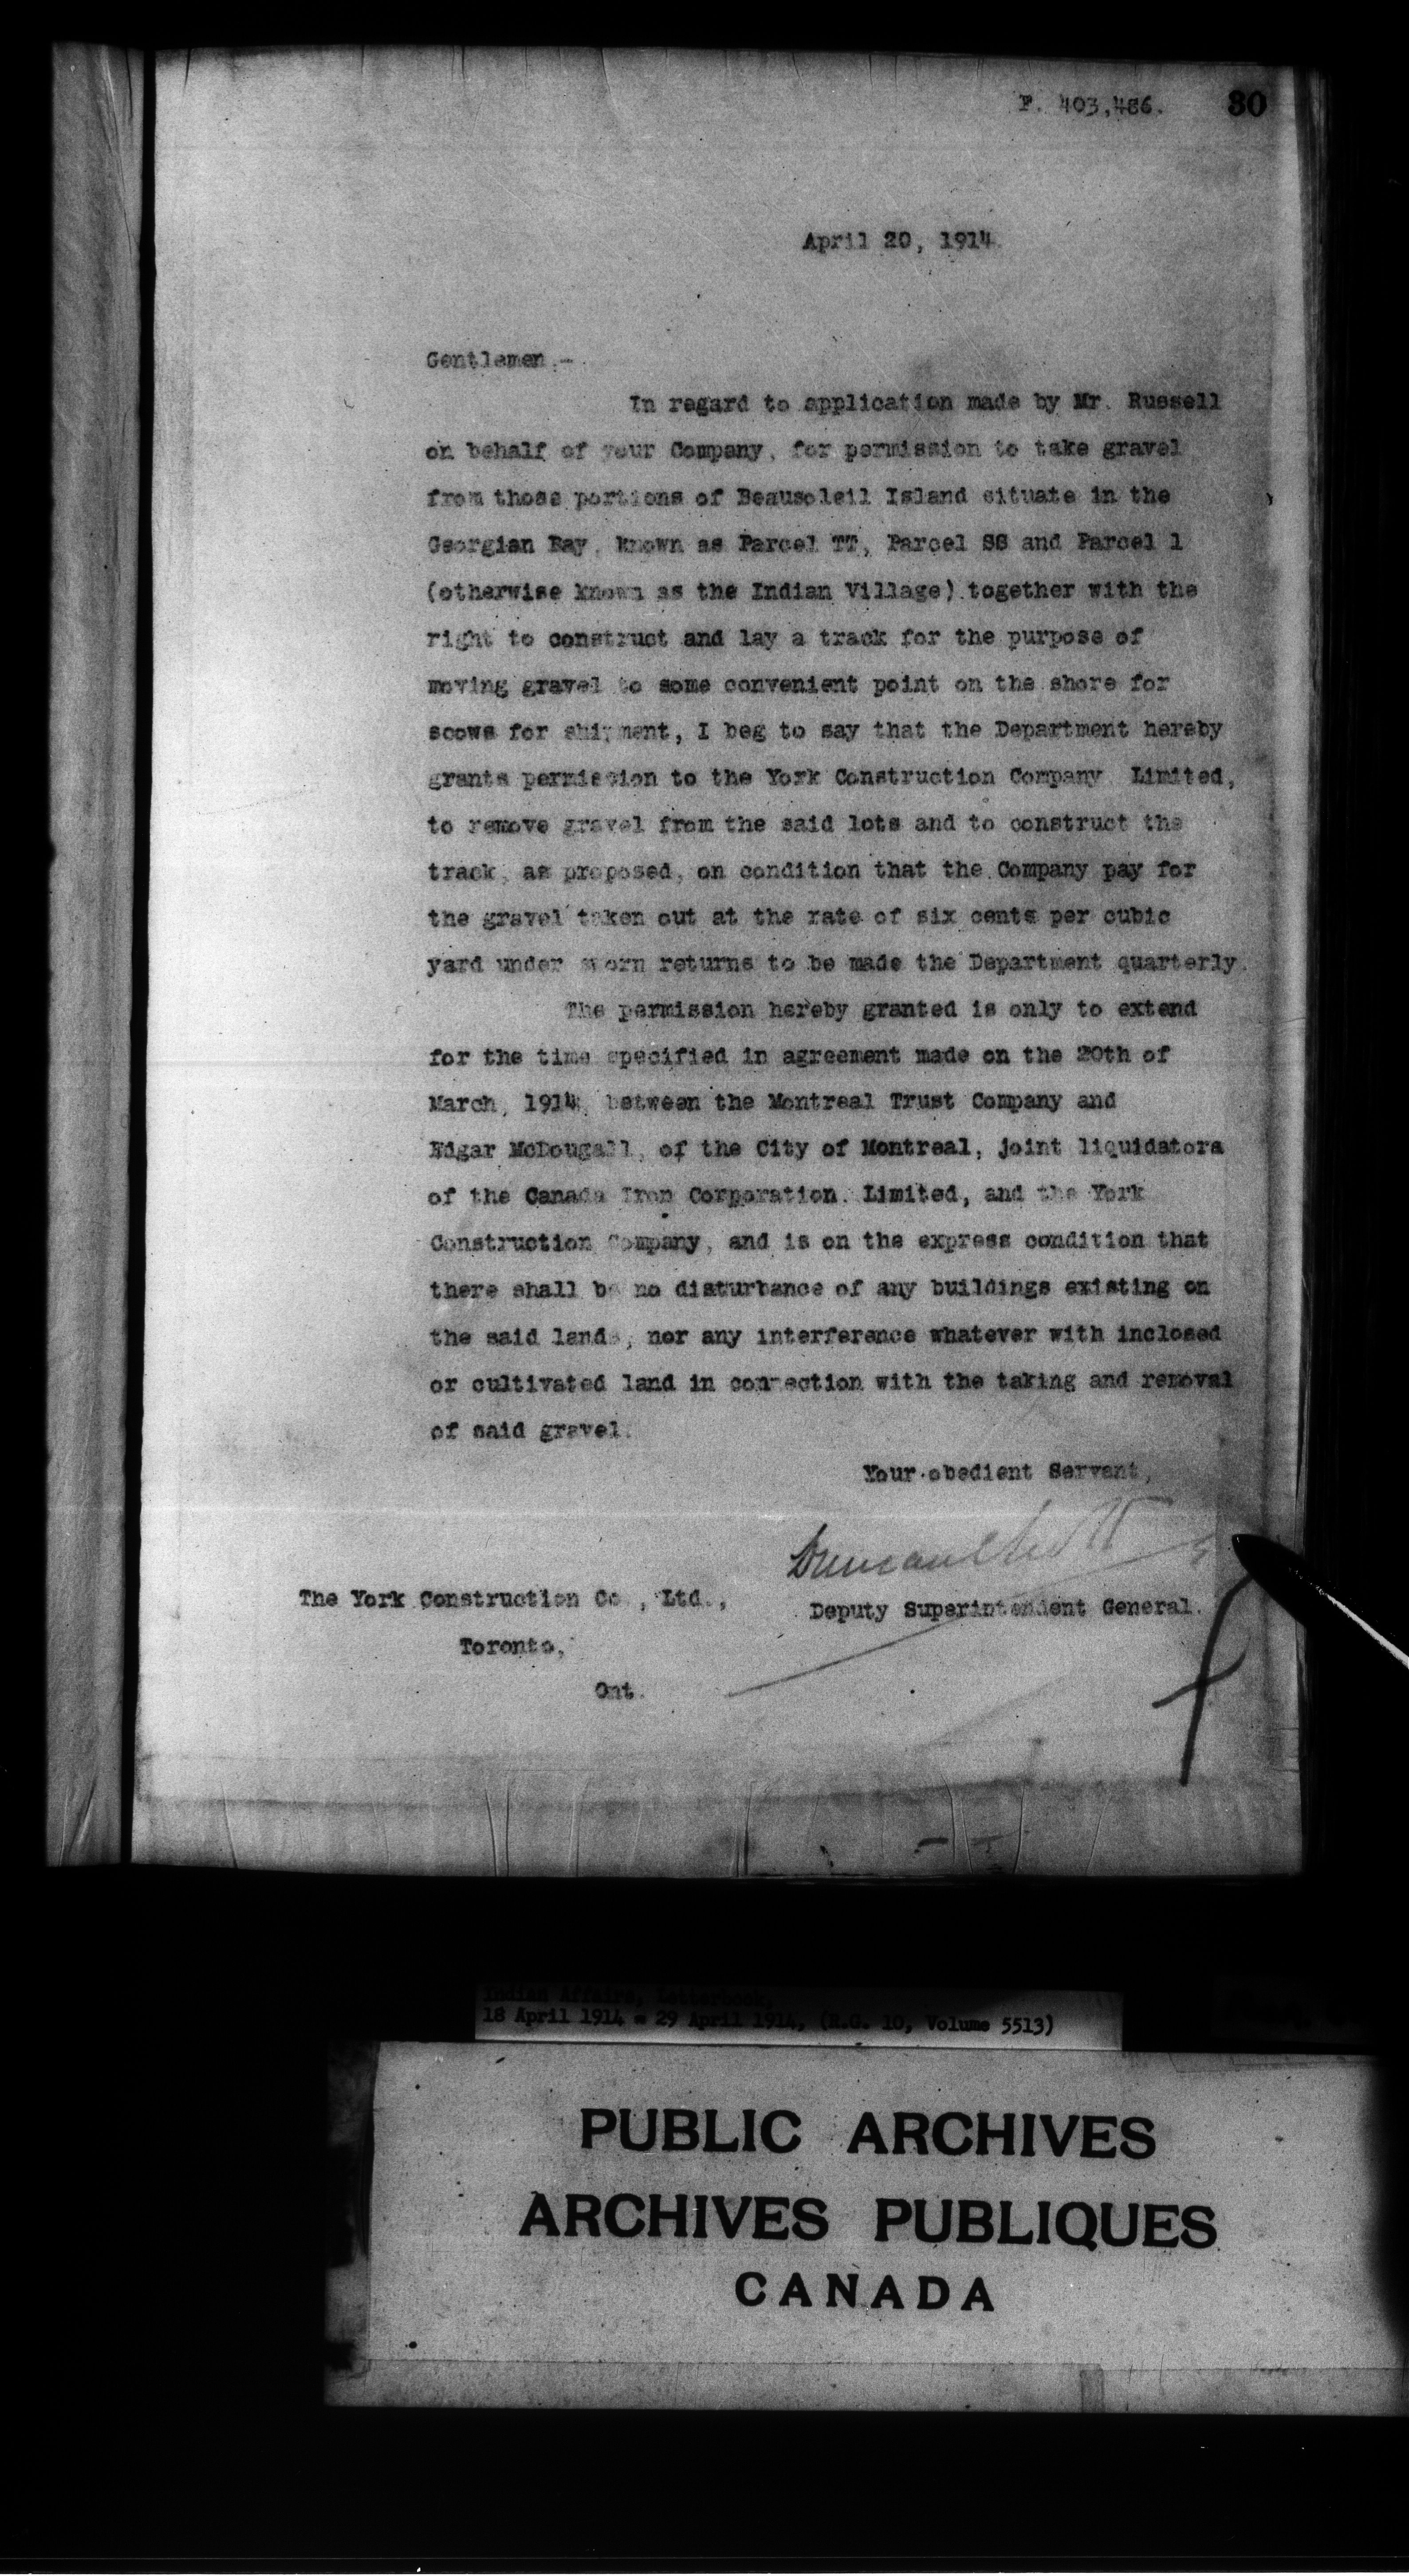 F. 403,486. 30
April 20, 1914.
Gentlemen,-
In regard to application made by Mr. Russell
on behalf of your Company, for permission to take gravel
from those portions of Beausoleil Island situate in the
Georgian Bay, known as Parcel TT, Parcel SS and Parcel 1
(otherwise known as the Indian Village) together with the
right to construct and lay a track for the purpose of
moving gravel to some convenient point on the shore for
scows for shipment, I beg to say that the Department hereby
grants permission to the York Construction Company Limited,
to remove gravel from the said lots and to construct the
track, as proposed, on condition that the Company pay for
the gravel taken out at the rate of six cents per cubic
yard under sworn returns to be made the Department quarterly.
The permission hereby granted is only to extend
for the time specified in agreement made on the 20th of
March, 1914, between the Montreal Trust Company and
Edgar McDougall, of the City of Montreal, joint liquidators
of the Canada Iron Corporation Limited, and the York
Construction Company, and is on the express condition that
there shall be no disturbance of any buildings existing on
the said lands, nor any interference whatever with inclosed
or cultivated land in connection with the taking and removal
of said gravel.
Your obedient Servant,
Duncan C Scott
The York Construction Co., Ltd., Deputy Superintendent General.
Toronto,
Ont.
Indian Affairs, Letterbook,
18 April 1914 - 29 April 1914, (R.G. 10, Volume 5513)
PUBLIC ARCHIVES
ARCHIVES PUBLIQUES
CANADA